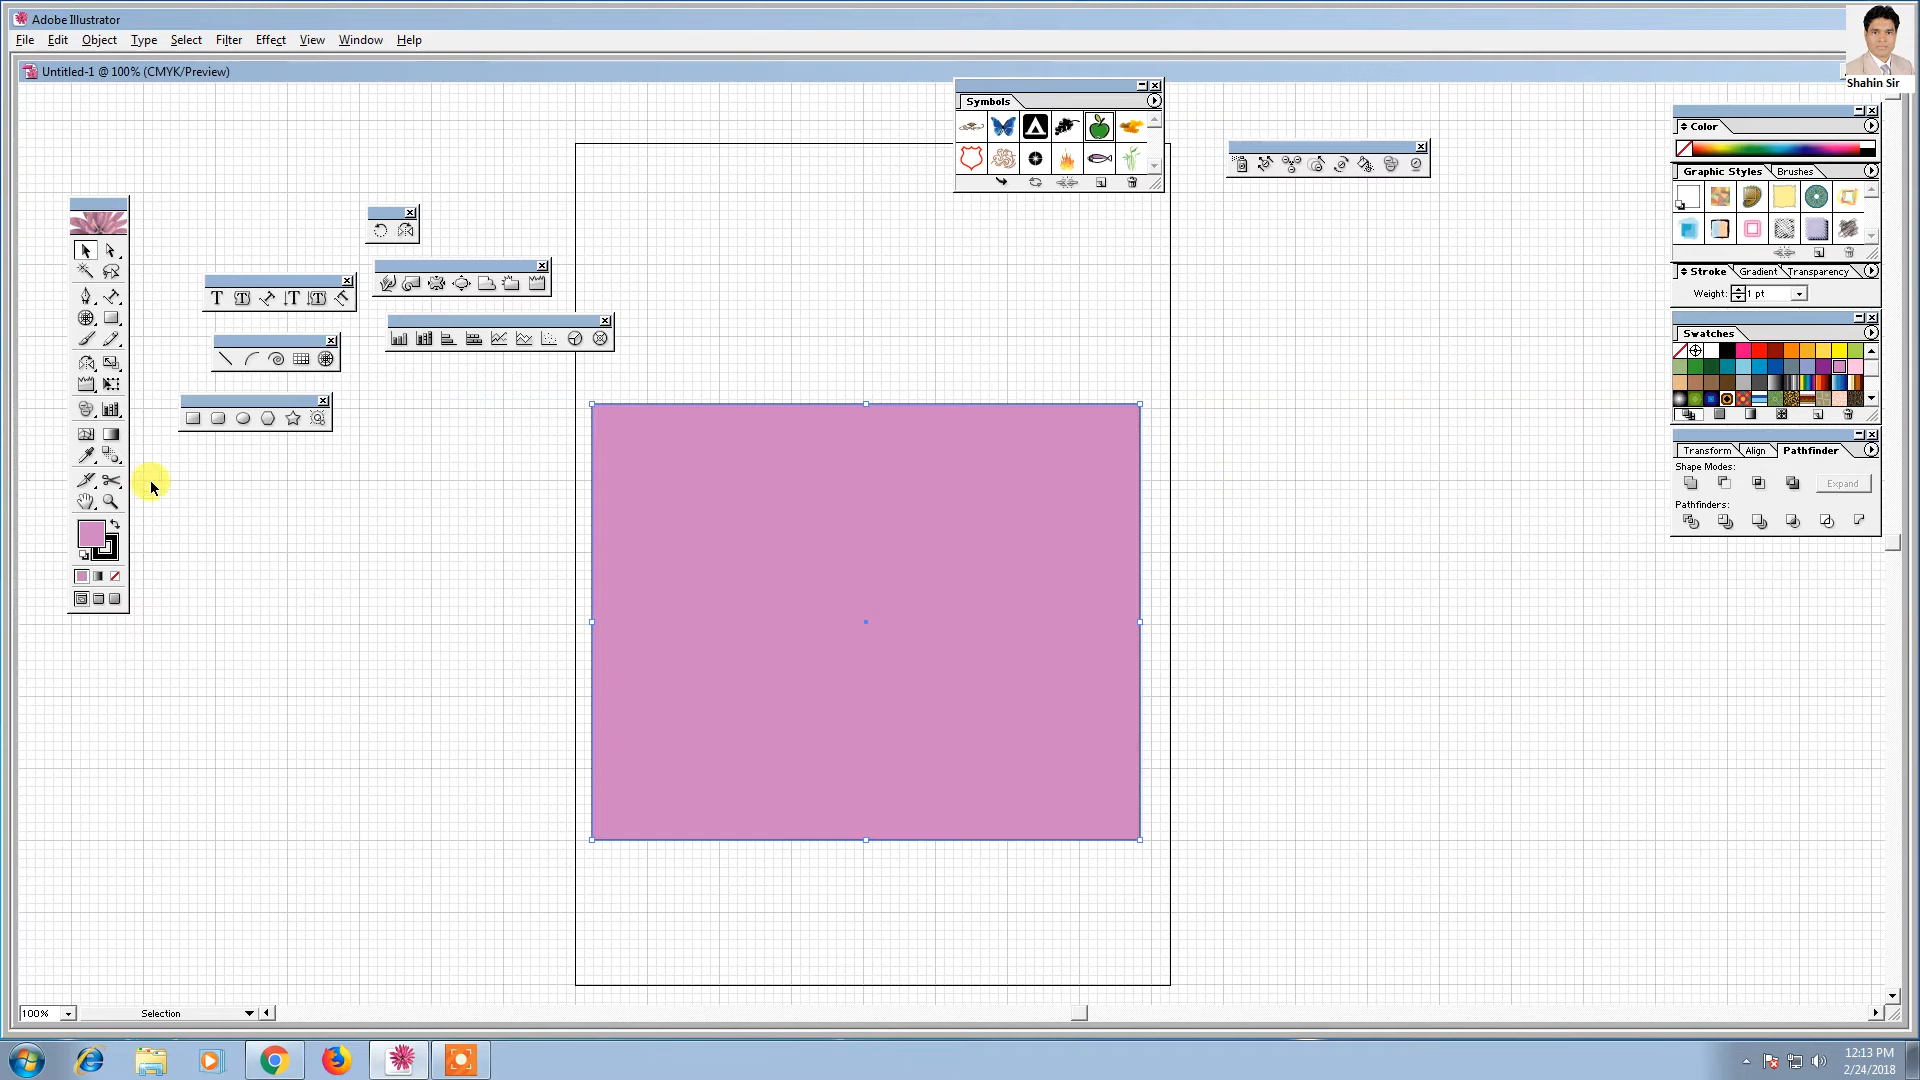 Adobe Illustrator
File Edit Object Type Select Filter Effect View Window Help
Shahin Sir
Untitled-1 @ 100% (CMYK/Preview)
Symbols
Color
Graphic Styles Brushes
Stroke Gradient Transparency
Weight: 1 pt
Swatches
Transform Align Pathfinder
Shape Modes:
Expand
Pathfinders:
100% Selection
12:13 PM
2/24/2018